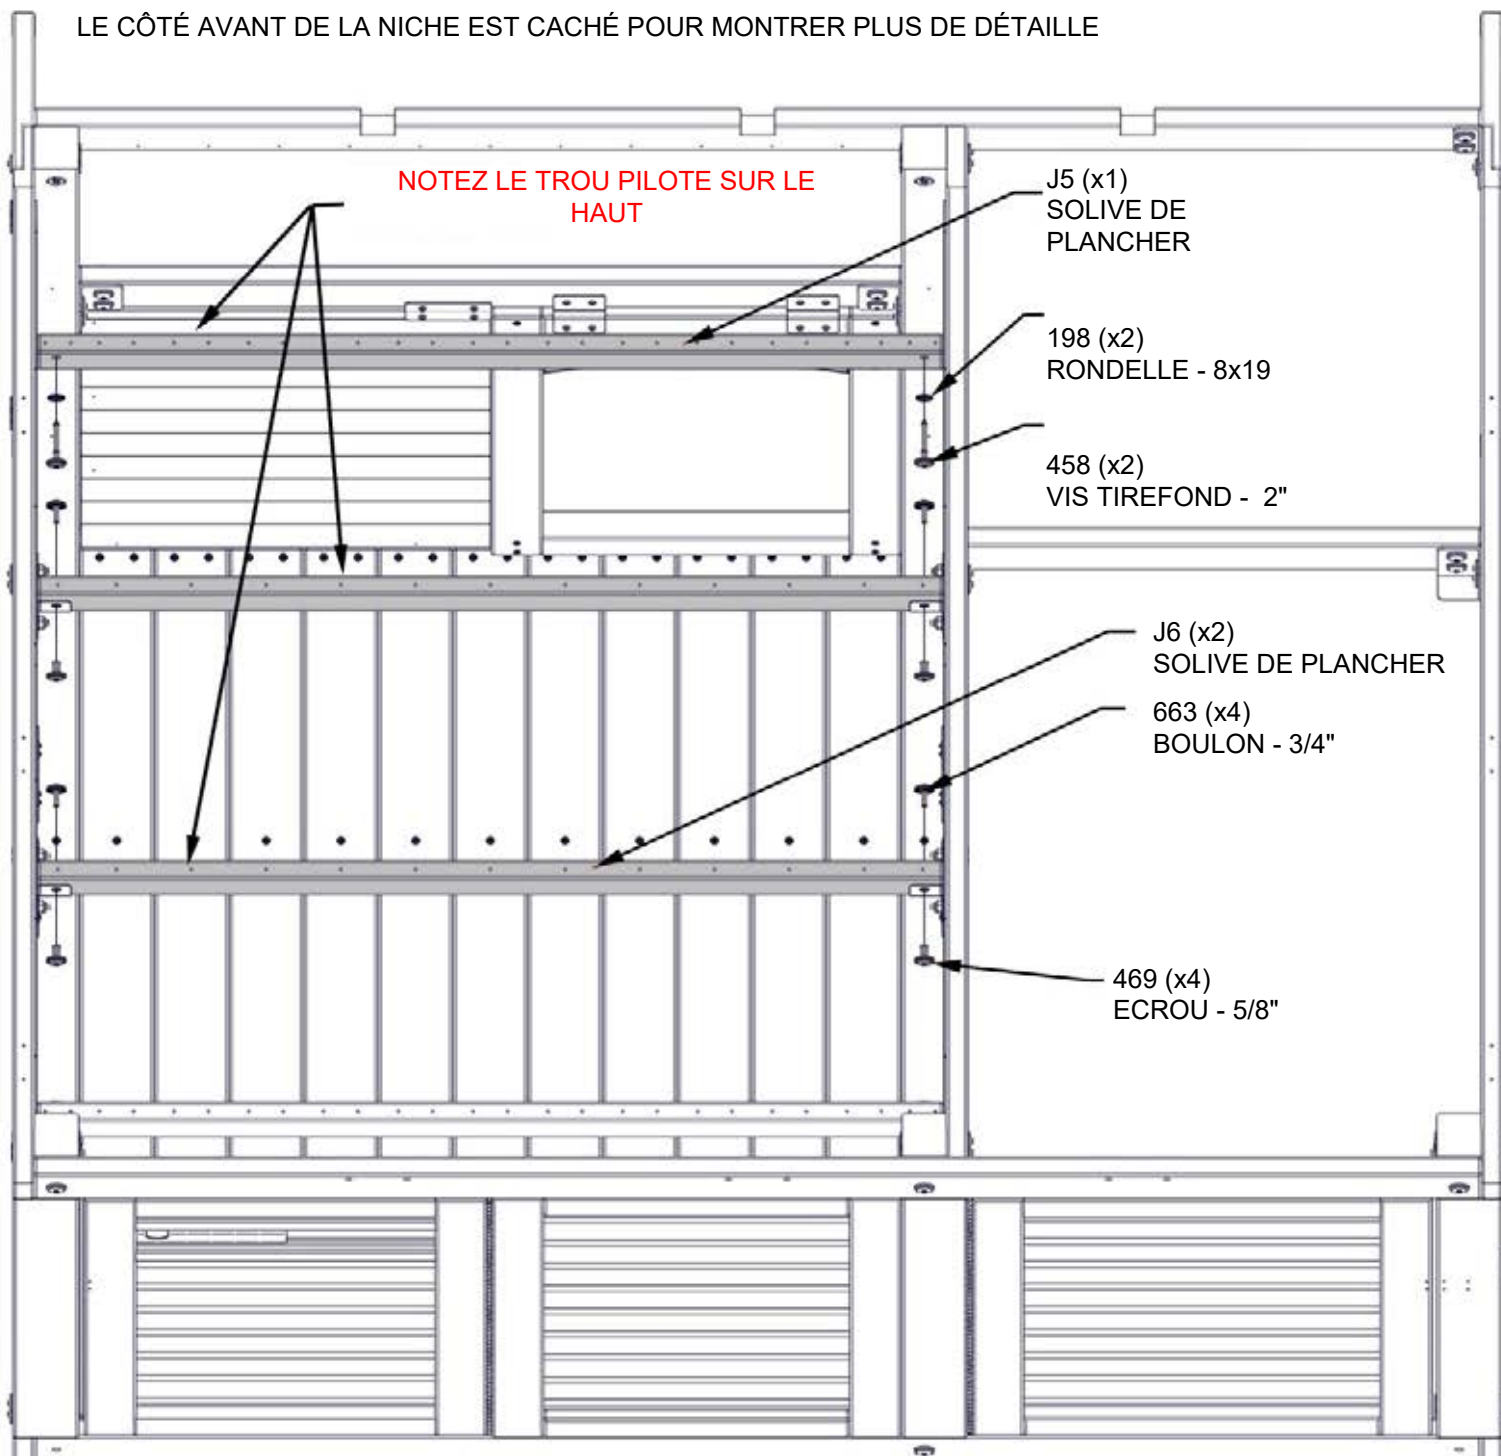 LE CÔTÉ AVANT DE LA NICHE EST CACHÉ POUR MONTRER PLUS DE DÉTAILLE
NOTEZ LE TROU PILOTE SUR LE
HAUT
J5 (x1)
SOLIVE DE
PLANCHER
198 (x2)
RONDELLE - 8x19
458 (x2)
VIS TIREFOND - 2"
J6 (x2)
SOLIVE DE PLANCHER
663 (x4)
BOULON - 3/4"
469 (x4)
ECROU - 5/8"